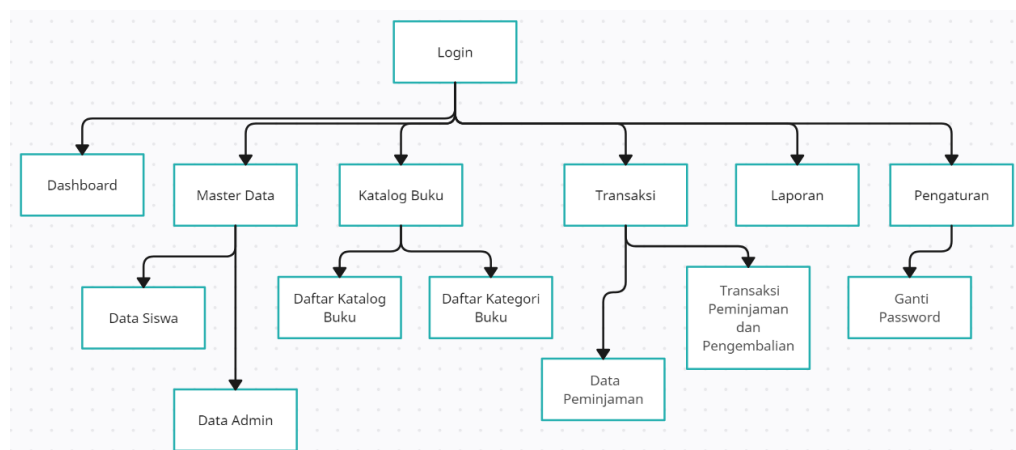 Login
Dashboard
Master Data
Katalog Buku
Transaksi
Laporan
Pengaturan
Data Siswa
Daftar Katalog
Buku
Daftar Kategori
Buku
Transaksi
Peminjaman
dan
Pengembalian
Ganti
Password
Data
Peminjaman
Data Admin